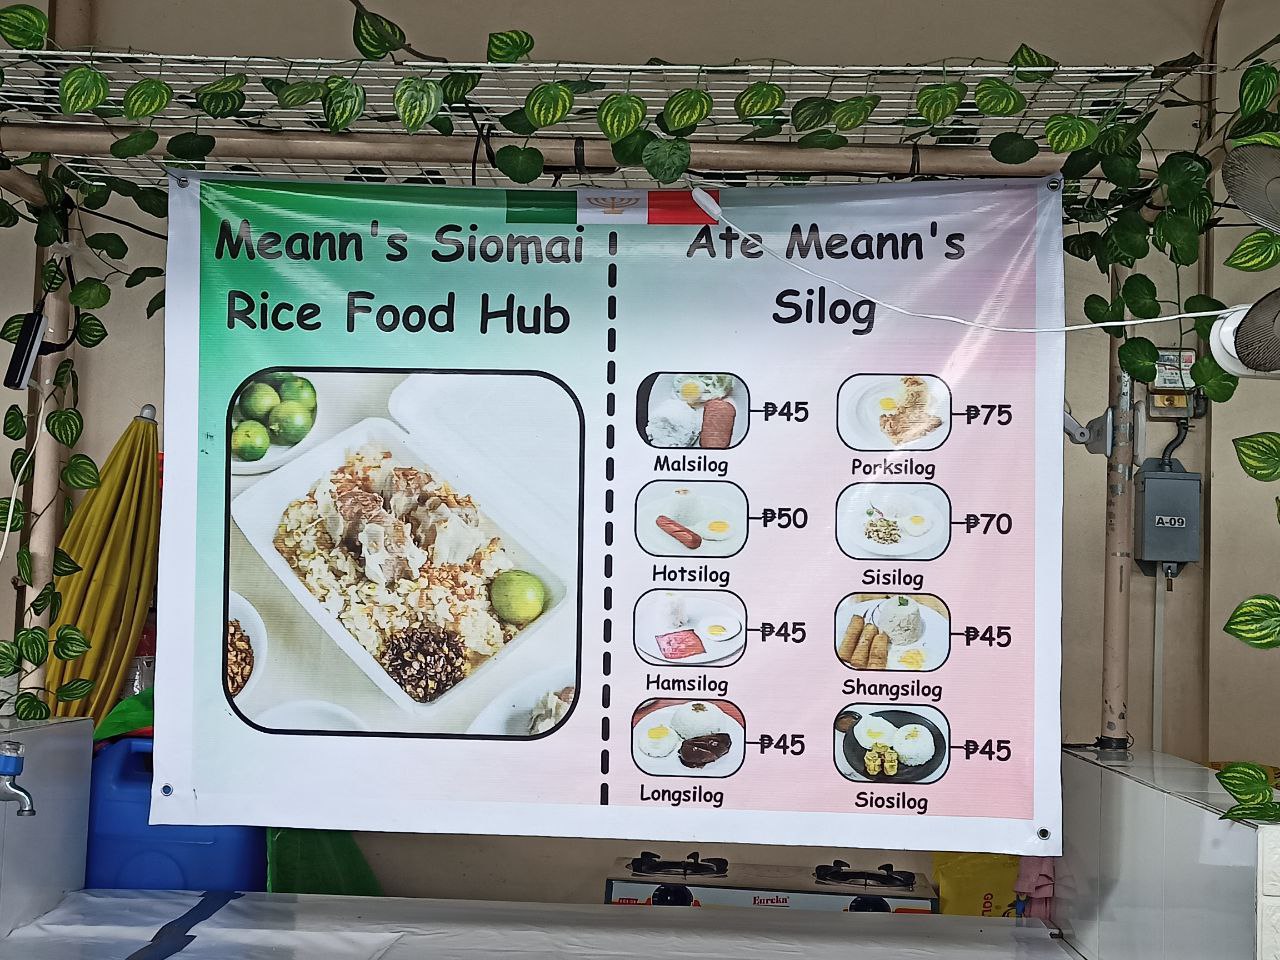 Meann's Siomai
Rice Food Hub
Ate Meann's
Silog
₱45
Malsilog
₱75
Porksilog
₱50
Hotsilog
₱70
Sisilog
₱45
Hamsilog
₱45
Shangsilog
₱45
Longsilog
₱45
Siosilog
A-09
Eureka